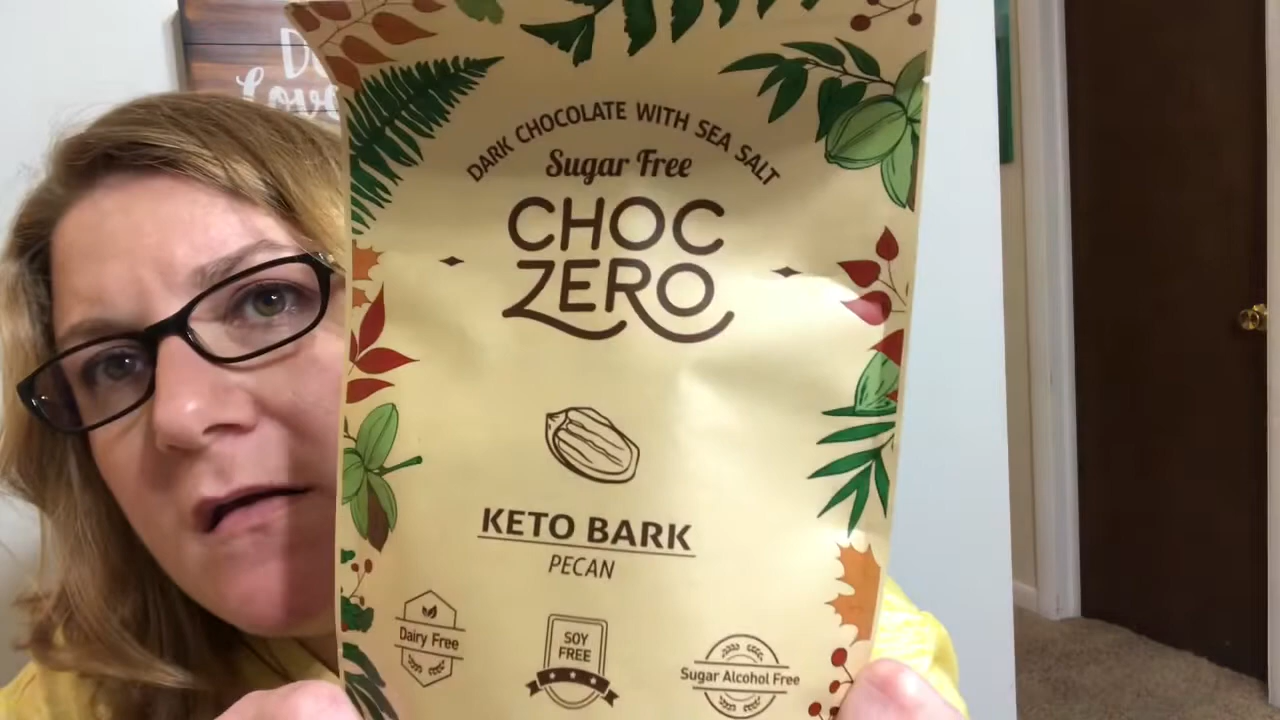 Love
DARK CHOCOLATE WITH SEA SALT
Sugar Free
CHOC
ZERO
KETO BARK
PECAN
Dairy Free
SOY
FREE
Sugar Alcohol Free